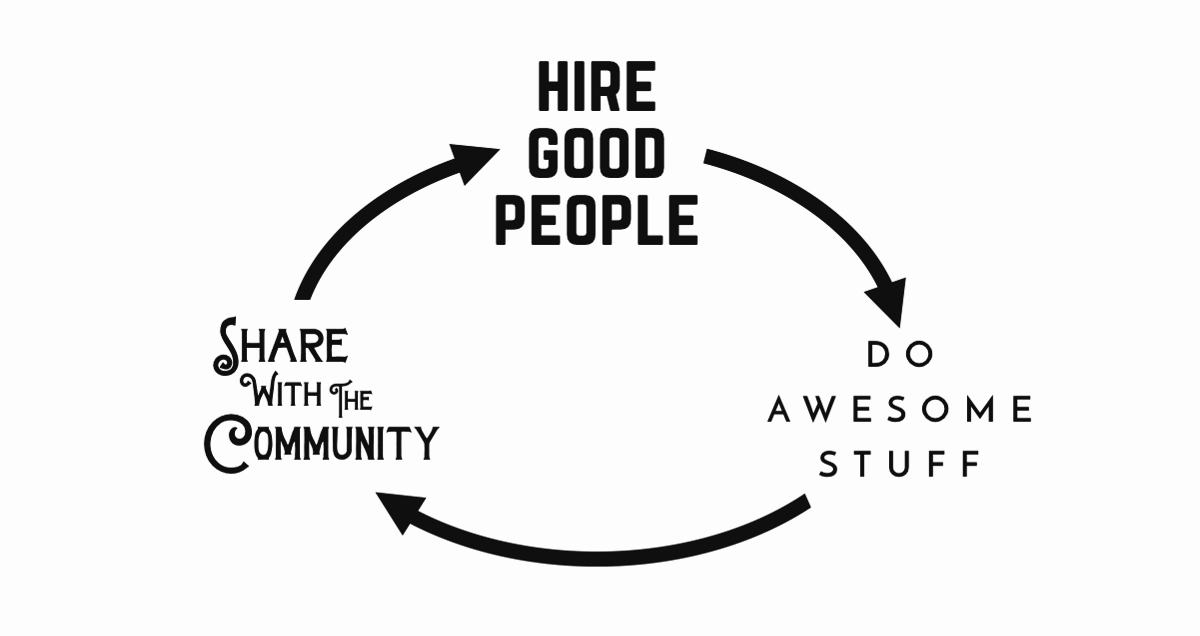 HIRE
GOOD
PEOPLE
DO
AWESOME
STUFF
SHARE
WITH THE
COMMUNITY